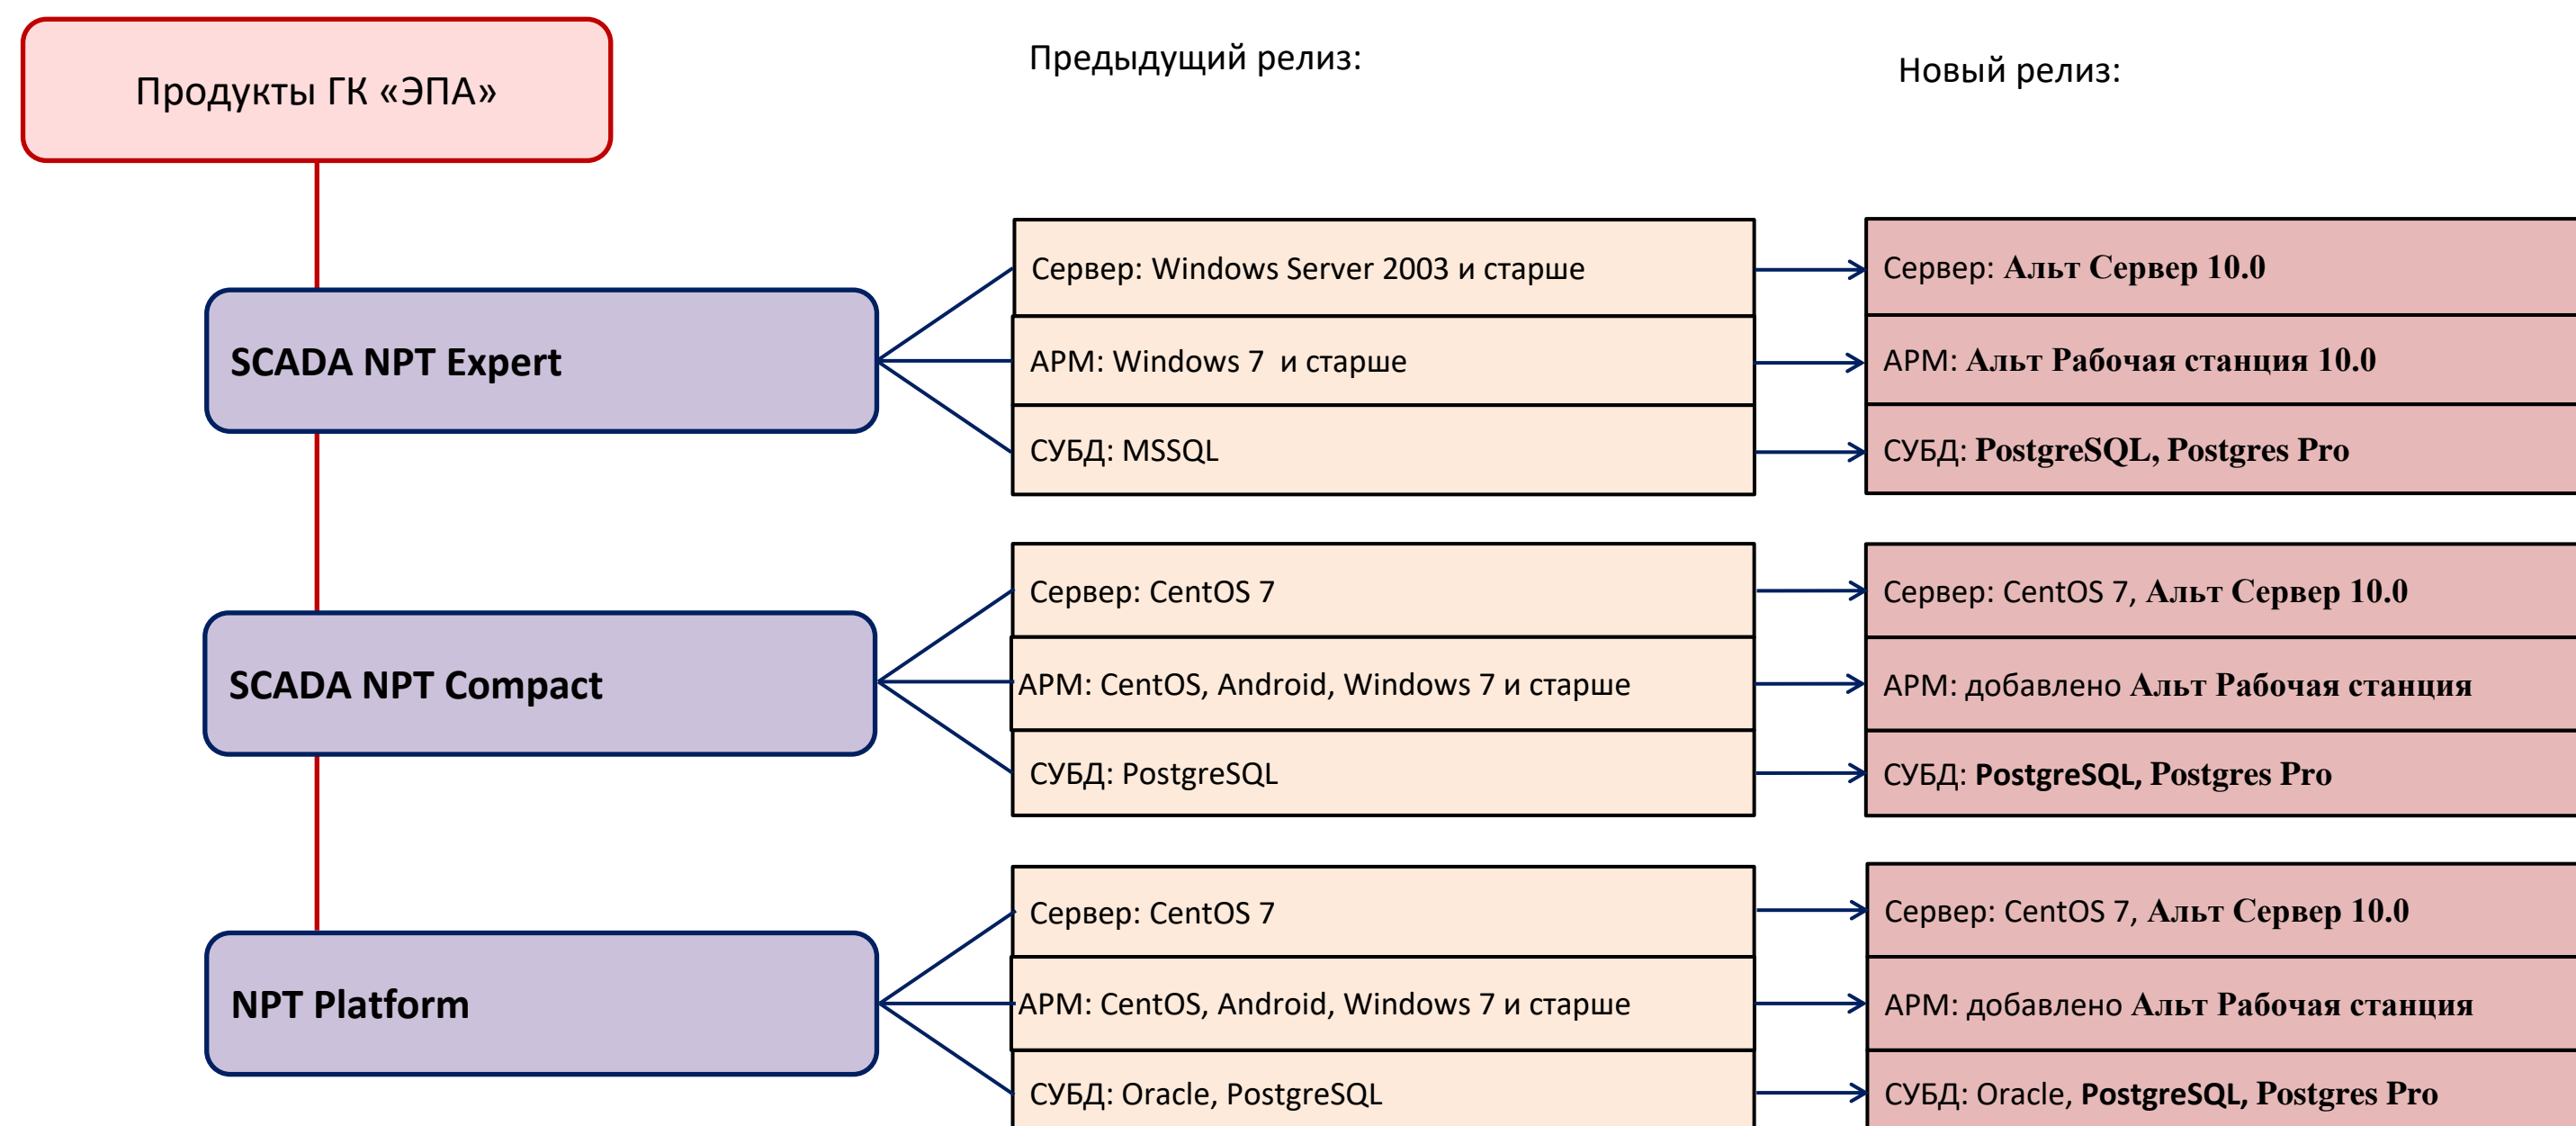 Продукты ГК «ЭПА»
Предыдущий релиз:
Новый релиз:
SCADA NPT Expert
Сервер: Windows Server 2003 и старше
Сервер: Альт Сервер 10.0
АРМ: Windows 7 и старше
АРМ: Альт Рабочая станция 10.0
СУБД: MSSQL
СУБД: PostgreSQL, Postgres Pro
SCADA NPT Compact
Сервер: CentOS 7
Сервер: CentOS 7, Альт Сервер 10.0
АРМ: CentOS, Android, Windows 7 и старше
АРМ: добавлено Альт Рабочая станция
СУБД: PostgreSQL
СУБД: PostgreSQL, Postgres Pro
NPT Platform
Сервер: CentOS 7
Сервер: CentOS 7, Альт Сервер 10.0
АРМ: CentOS, Android, Windows 7 и старше
АРМ: добавлено Альт Рабочая станция
СУБД: Oracle, PostgreSQL
СУБД: Oracle, PostgreSQL, Postgres Pro